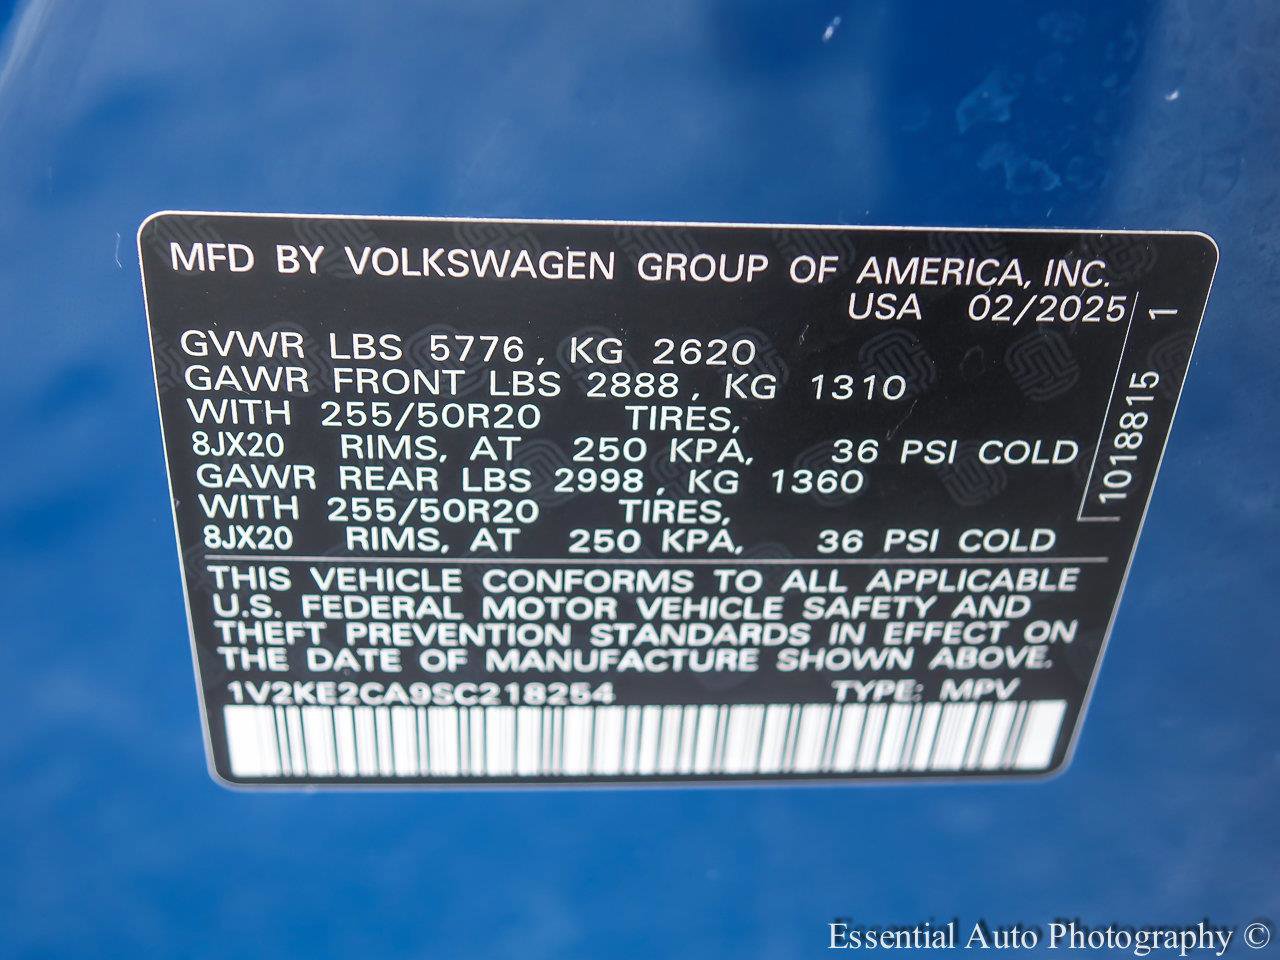 MFD BY VOLKSWAGEN GROUP OF AMERICA, INC.
USA 02/2025
GVWR LBS 5776, KG 2620
GAWR FRONT LBS 2888, KG 1310
WITH 255/50R20 TIRES,
8JX20 RIMS, AT 250 KPA, 36 PSI COLD
GAWR REAR LBS 2998, KG 1360
WITH 255/50R20 TIRES,
8JX20 RIMS, AT 250 KPA, 36 PSI COLD
1018815 1
THIS VEHICLE CONFORMS TO ALL APPLICABLE
U.S. FEDERAL MOTOR VEHICLE SAFETY AND
THEFT PREVENTION STANDARDS IN EFFECT ON
THE DATE OF MANUFACTURE SHOWN ABOVE.
1V2KE2CA9SC218254 TYPE: MPV
Essential Auto Photography ©